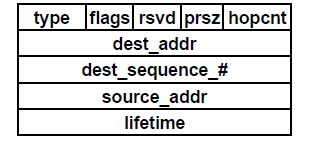 type flags rsvd prsz hopcnt
dest_addr
dest_sequence_#
source_addr
lifetime